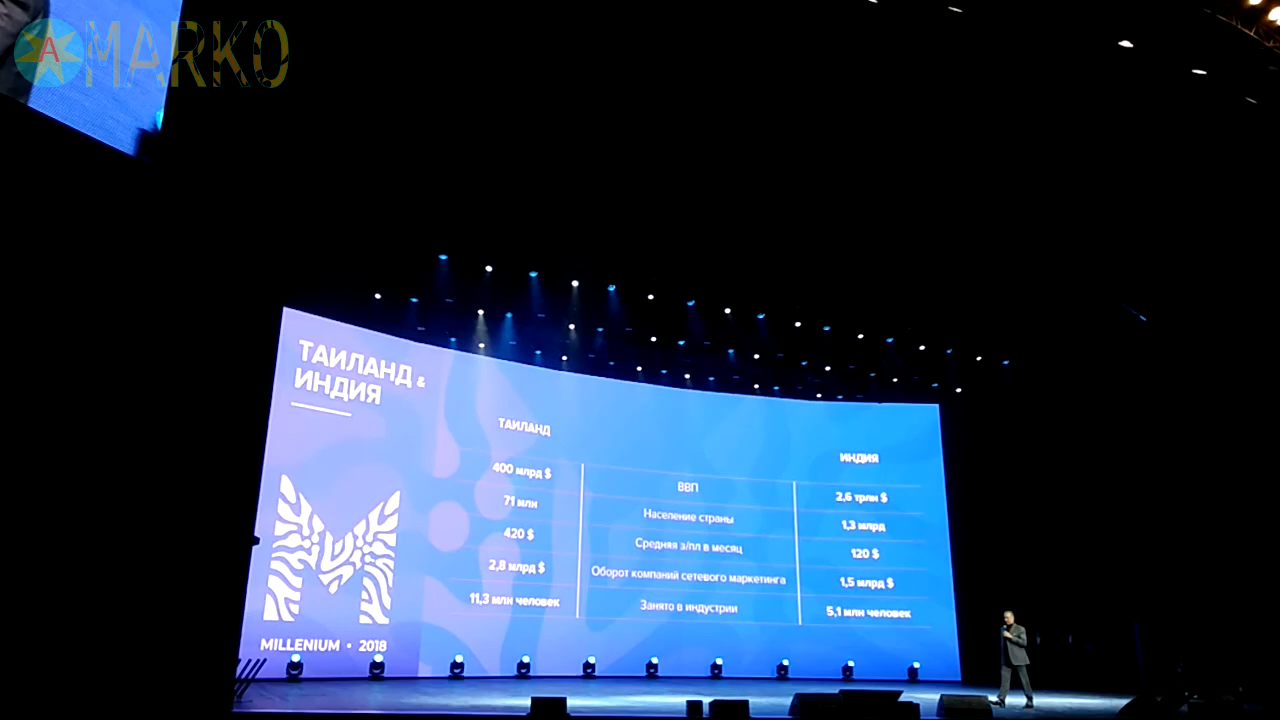 A MARKO
ТАИЛАНД &
ИНДИЯ
ТАИЛАНД
ИНДИЯ
400 млрд $ ВВП 2,6 трлн $
71 млн Население страны 1,3 млрд
420 $ Средняя з/пл в месяц 120 $
2,8 млрд $ Оборот компаний сетевого маркетинга 1,5 млрд $
11,3 млн человек Занято в индустрии 5,1 млн человек
MILLENIUM • 2018